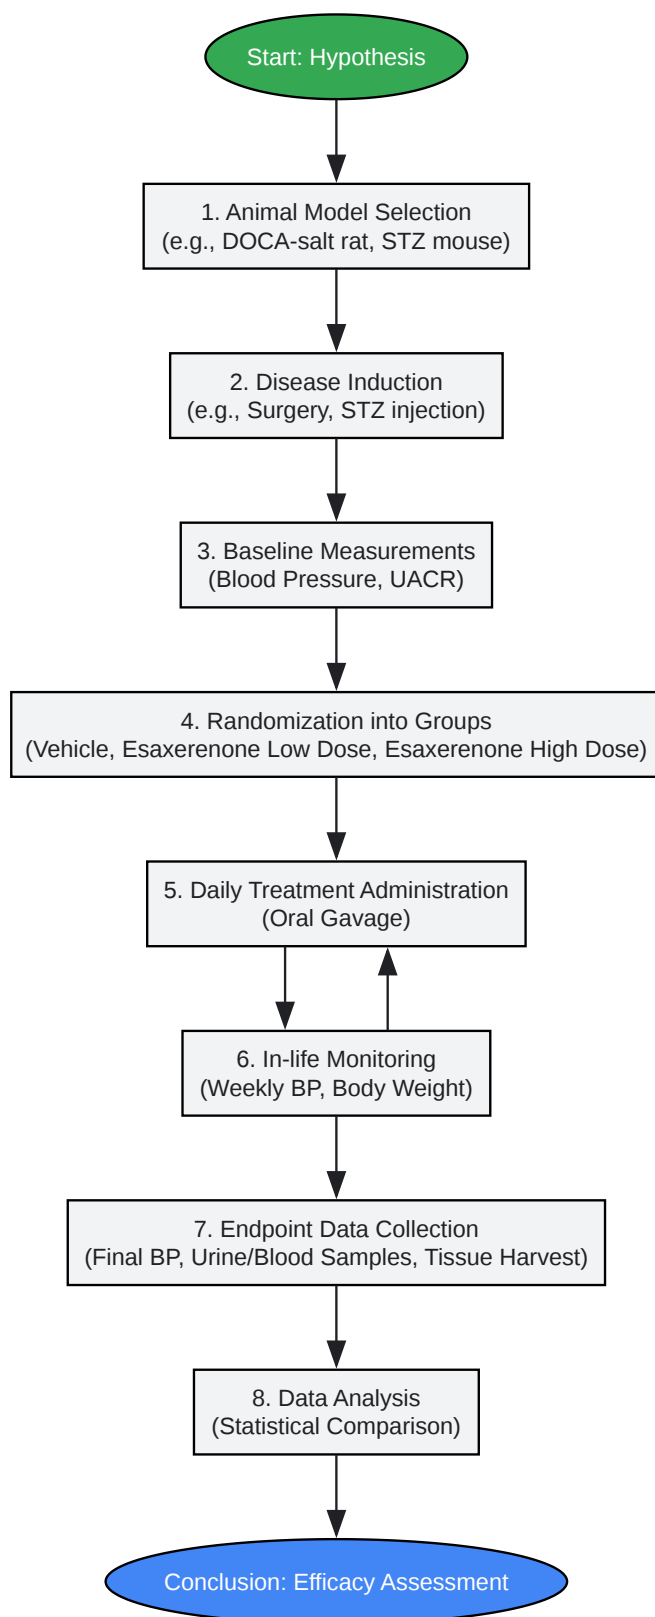 Start: Hypothesis
1. Animal Model Selection
(e.g., DOCA-salt rat, STZ mouse)
2. Disease Induction
(e.g., Surgery, STZ injection)
3. Baseline Measurements
(Blood Pressure, UACR)
4. Randomization into Groups
(Vehicle, Esaxerenone Low Dose, Esaxerenone High Dose)
5. Daily Treatment Administration
(Oral Gavage)
6. In-life Monitoring
(Weekly BP, Body Weight)
7. Endpoint Data Collection
(Final BP, Urine/Blood Samples, Tissue Harvest)
8. Data Analysis
(Statistical Comparison)
Conclusion: Efficacy Assessment